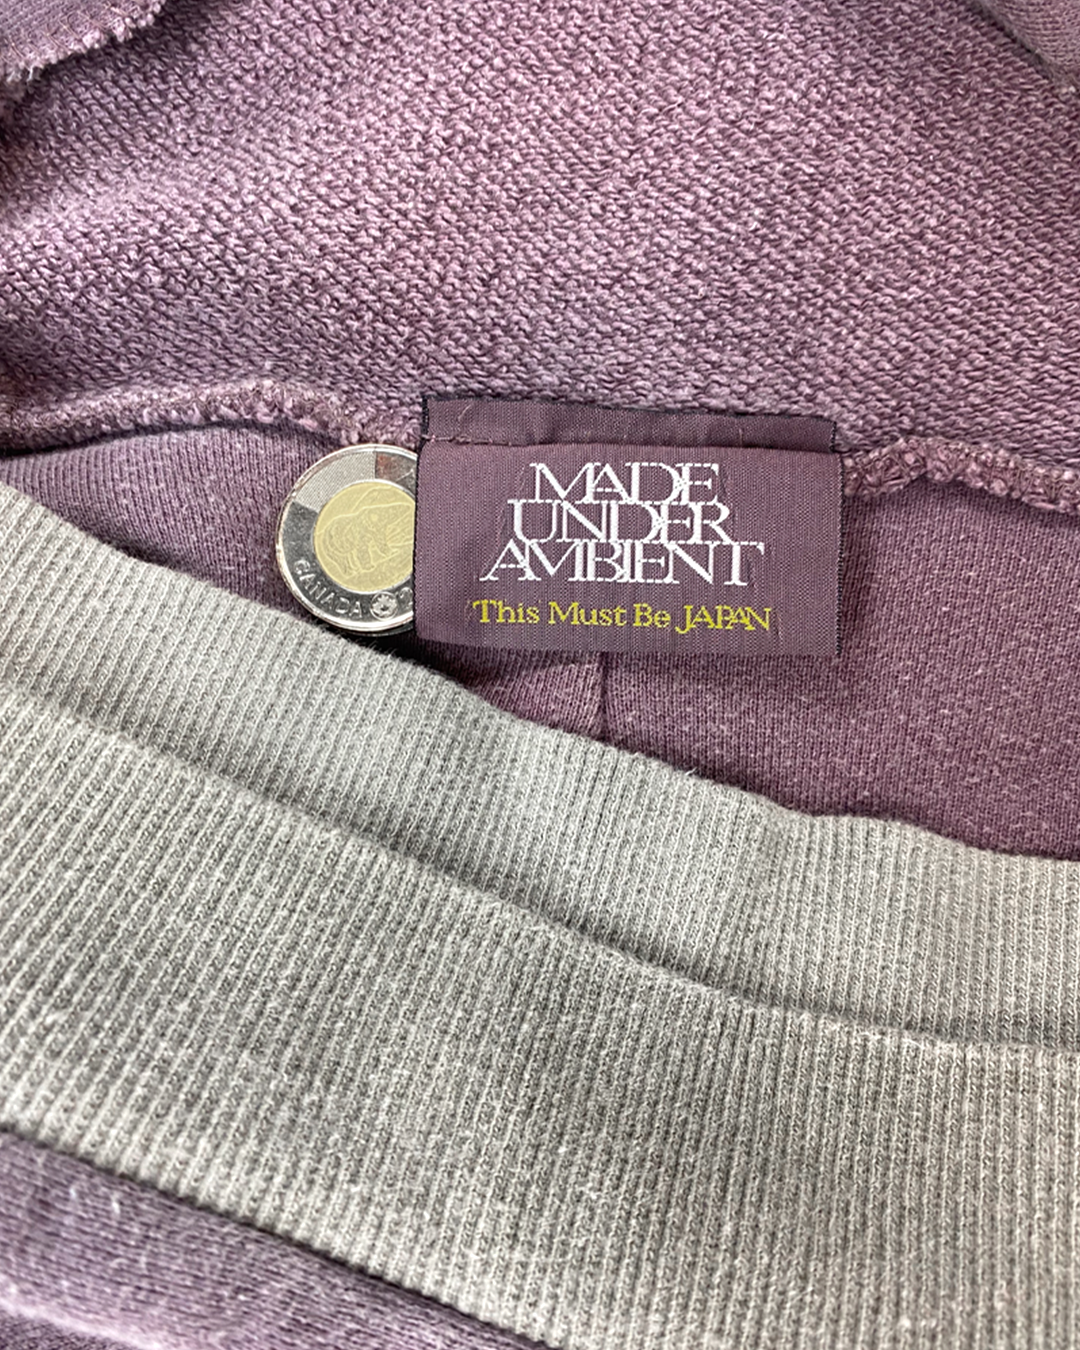 MADE
UNDER
AMBIENT
This Must Be JAPAN
CANADA